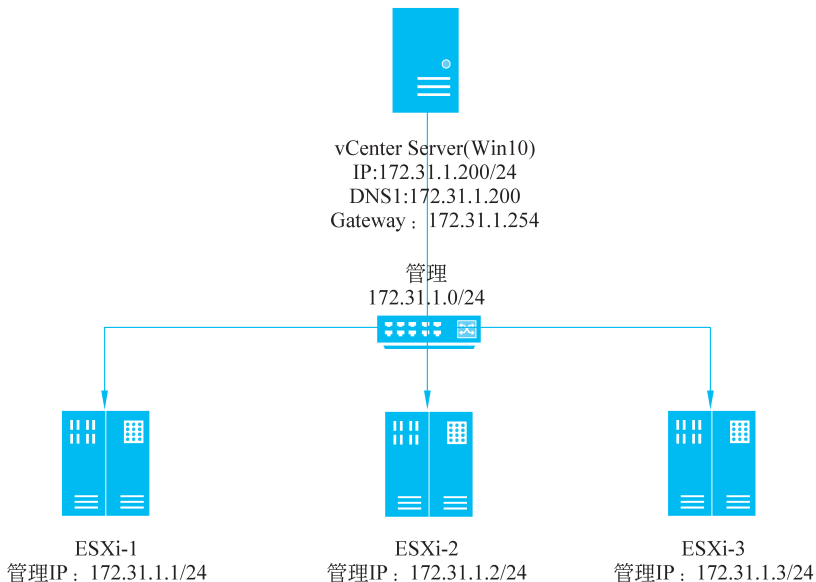 vCenter Server(Win10)
IP:172.31.1.200/24
DNS1:172.31.1.200
Gateway：172.31.1.254
管理
172.31.1.0/24
ESXi-1
管理IP：172.31.1.1/24
ESXi-2
管理IP：172.31.1.2/24
ESXi-3
管理IP：172.31.1.3/24